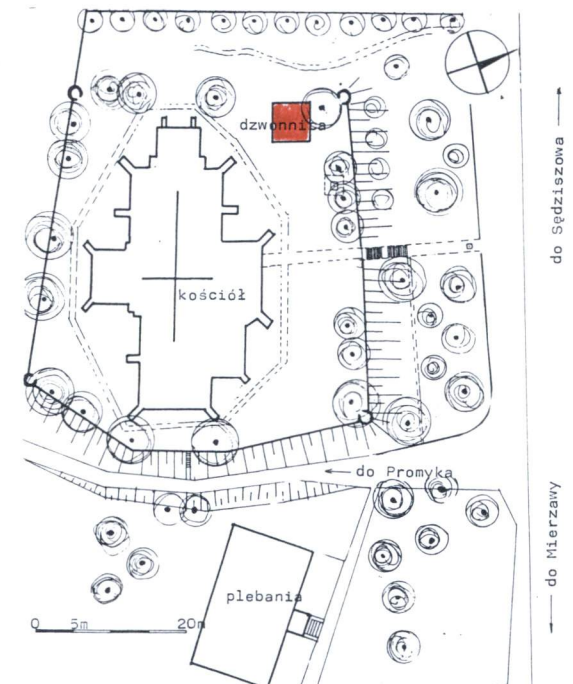 dzwonnica
do Sędziszowa
kościół
do Promyka
do Mierzawy
plebania
0 5m 20m